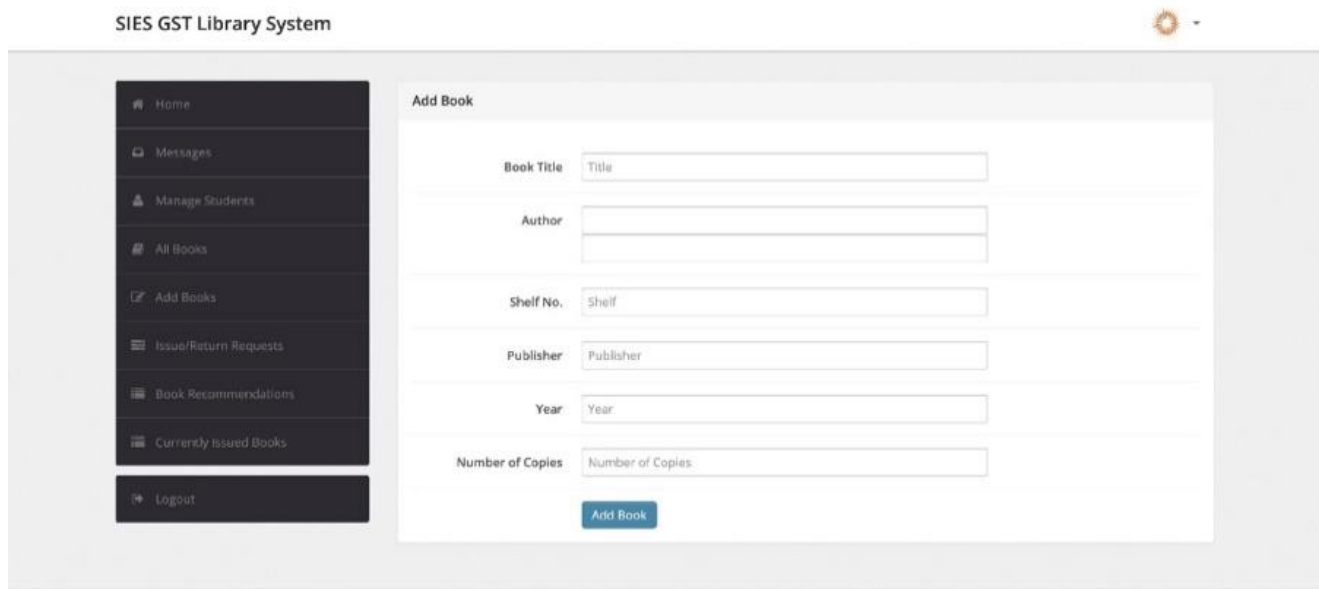 SIES GST Library System
Home
Messages
Manage Students
All Books
Add Books
Issue/Return Requests
Book Recommendations
Currently Issued Books
Logout
Add Book
Book Title Title
Author
Shelf No. Shelf
Publisher Publisher
Year Year
Number of Copies Number of Copies
Add Book